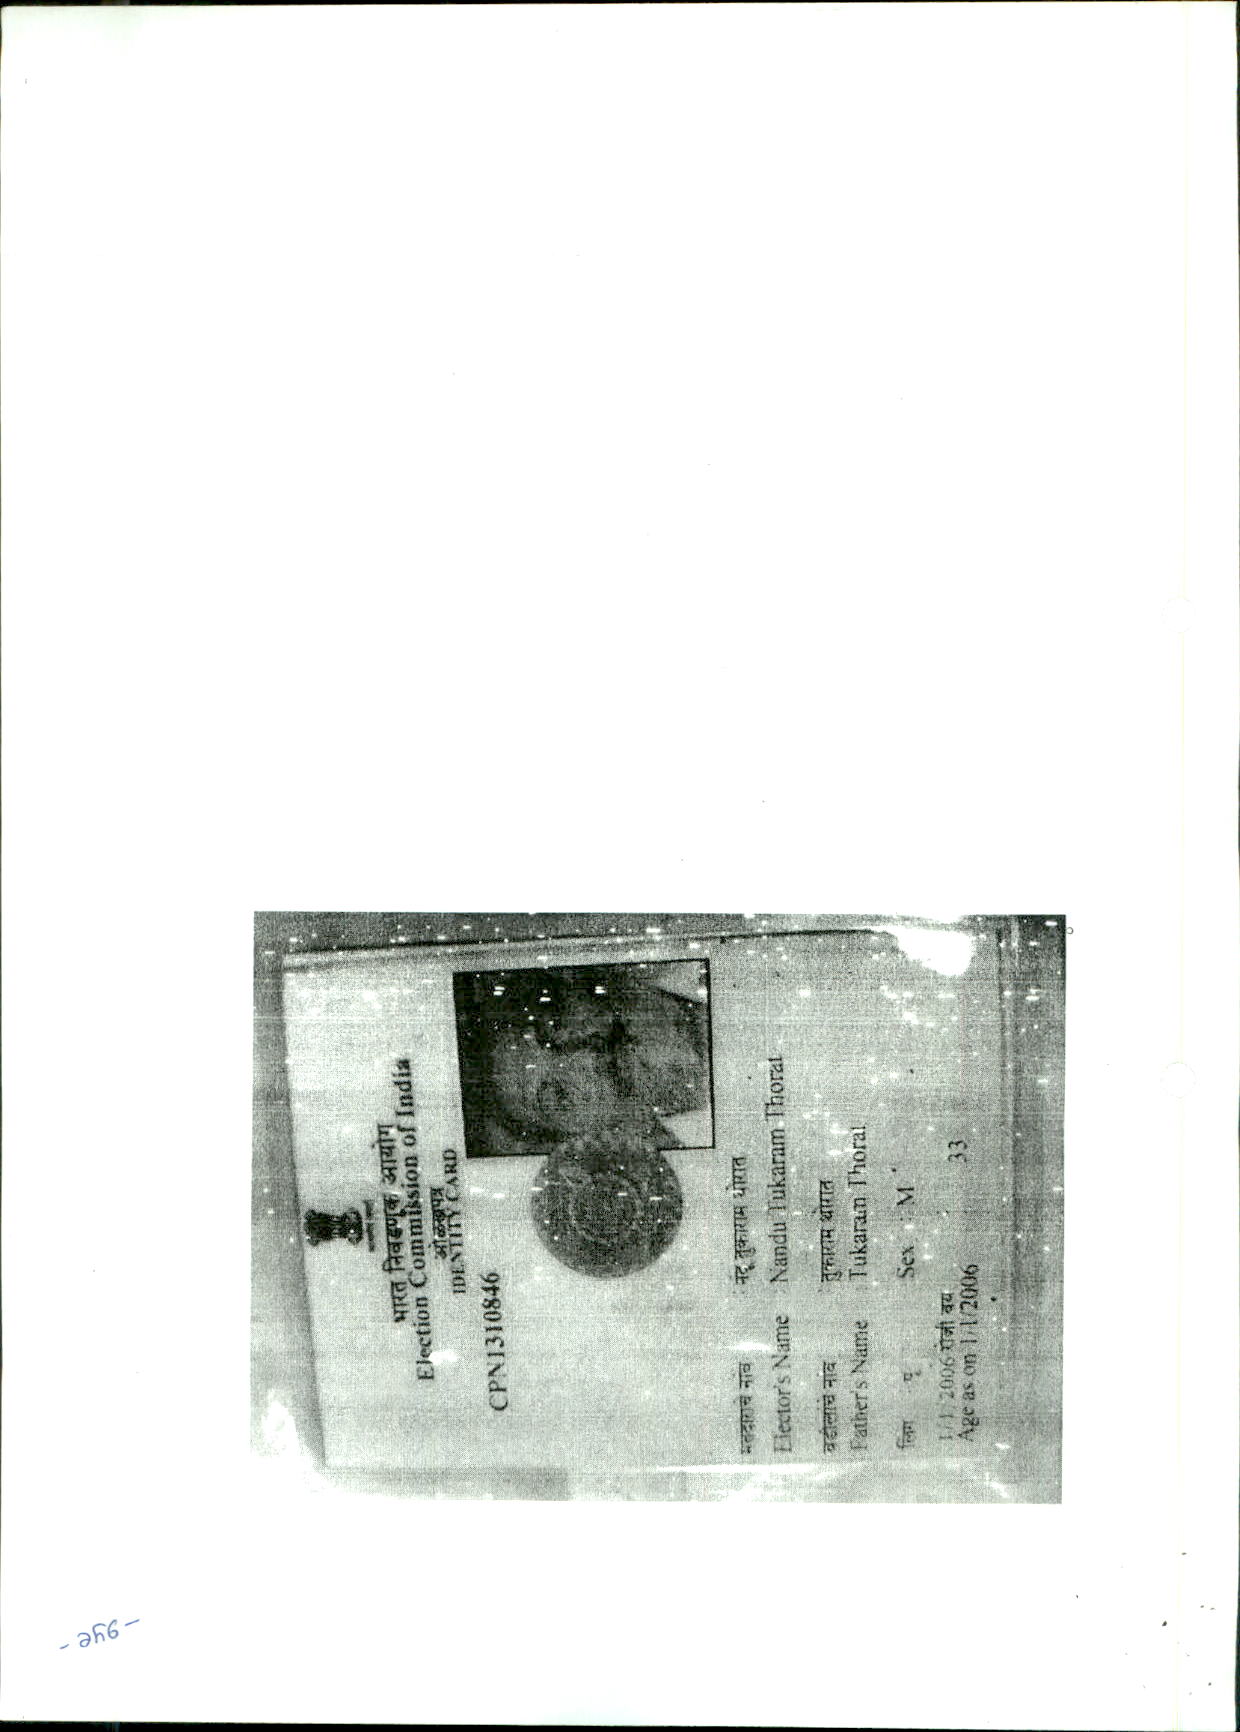 भारत निवडणूक आयोग
Election Commission of India
ओळखपत्र
IDENTITY CARD
CPN1310846
मतदाराचे नांव : नंदू तुकाराम थोरात
Elector's Name : Nandu Tukaram Thorat
वडीलांचे नांव : तुकाराम थोरात
Father's Name : Tukaram Thorat
लिंग : पू Sex : M
1/1/2006 रोजी वय
Age as on 1/1/2006 33